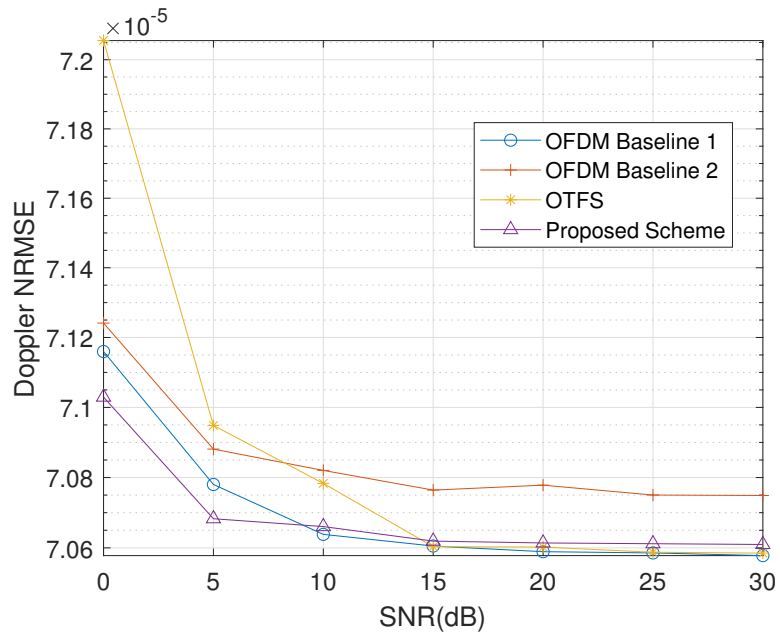 ×10⁻⁵
7.2
7.18
7.16
7.14
7.12
7.1
7.08
7.06
Doppler NRMSE
OFDM Baseline 1
OFDM Baseline 2
OTFS
Proposed Scheme
0 5 10 15 20 25 30
SNR(dB)